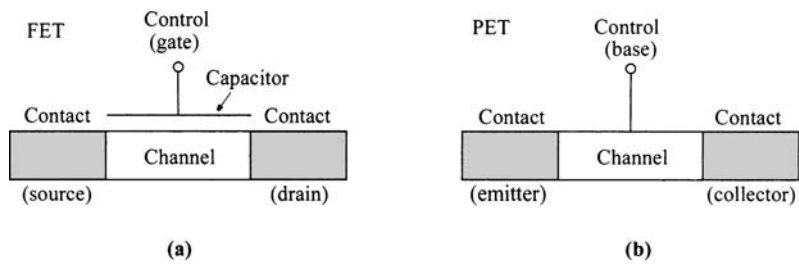 FET
Control
(gate)
Capacitor
Contact
Contact
Channel
(source)
(drain)
(a)
PET
Control
(base)
Contact
Contact
Channel
(emitter)
(collector)
(b)